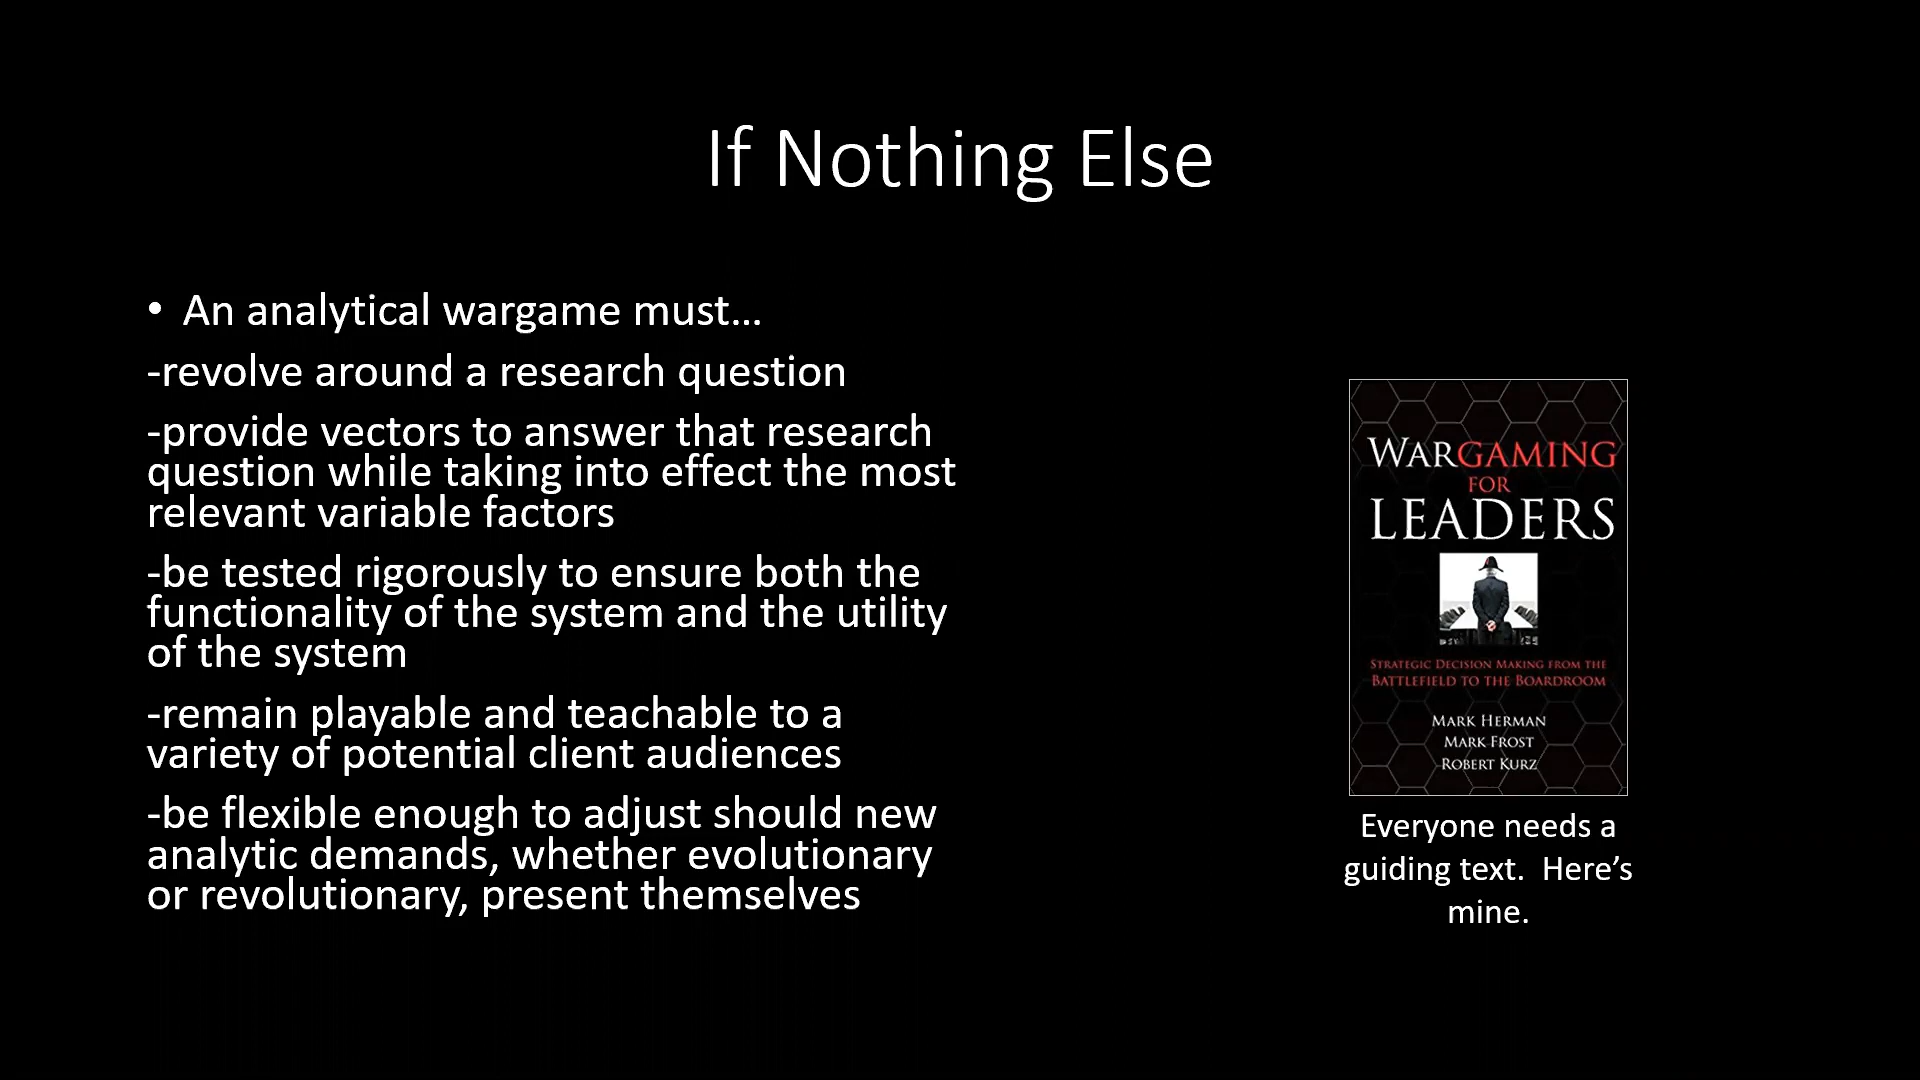 If Nothing Else
• An analytical wargame must…
-revolve around a research question
-provide vectors to answer that research
question while taking into effect the most
relevant variable factors
-be tested rigorously to ensure both the
functionality of the system and the utility
of the system
-remain playable and teachable to a
variety of potential client audiences
-be flexible enough to adjust should new
analytic demands, whether evolutionary
or revolutionary, present themselves
WARGAMING
FOR
LEADERS
STRATEGIC DECISION MAKING FROM THE
BATTLEFIELD TO THE BOARDROOM
MARK HERMAN
MARK FROST
ROBERT KURZ
Everyone needs a
guiding text.  Here’s
mine.